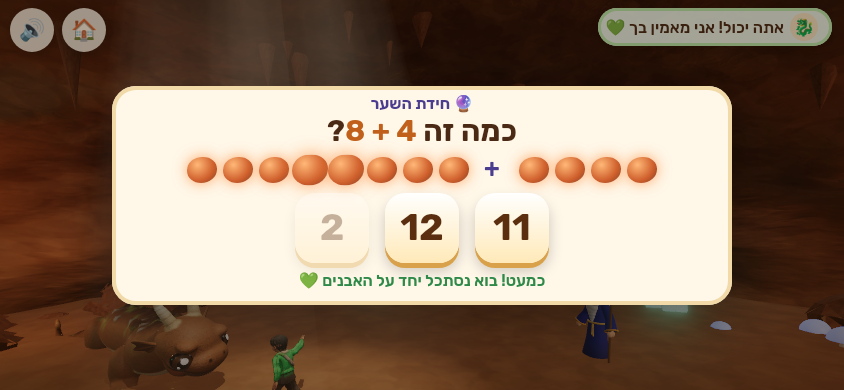 אתה יכול! אני מאמין בך 💚
🔮 חידת השער
כמה זה 4 + 8?
+
11 12 2
כמעט! בוא נסתכל יחד על האבנים 💚